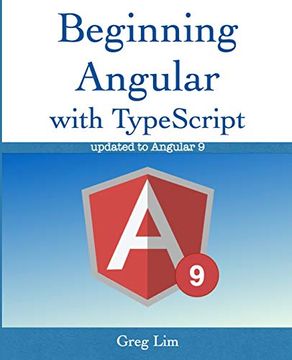 Beginning
Angular
with TypeScript
updated to Angular 9
A
9
Greg Lim